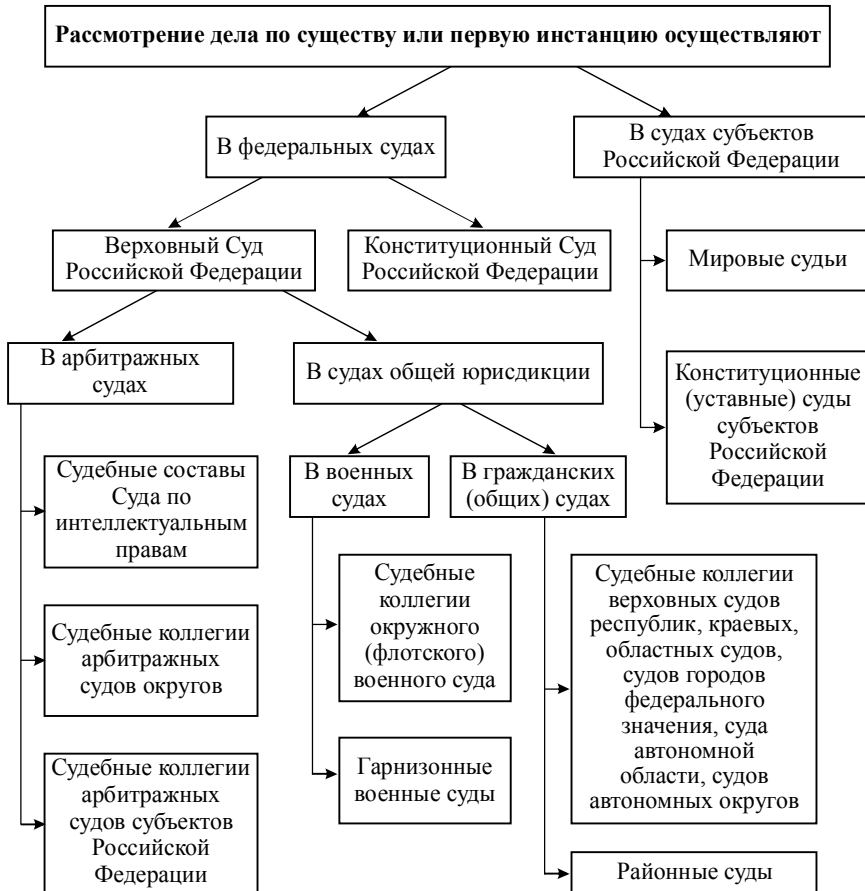 Рассмотрение дела по существу или первую инстанцию осуществляют
В федеральных судах
В судах субъектов
Российской Федерации
Верховный Суд
Российской Федерации
Конституционный Суд
Российской Федерации
Мировые судьи
В арбитражных
судах
В судах общей юрисдикции
Конституционные
(уставные) суды
субъектов
Российской
Федерации
Судебные составы
Суда по
интеллектуальным
правам
В военных
судах
В гражданских
(общих) судах
Судебные
коллегии
окружного
(флотского)
военного суда
Судебные коллегии
верховных судов
республик, краевых,
областных судов,
судов городов
федерального
значения, суда
автономной
области, судов
автономных округов
Судебные коллегии
арбитражных
судов округов
Гарнизонные
военные суды
Судебные коллегии
арбитражных
судов субъектов
Российской
Федерации
Районные суды